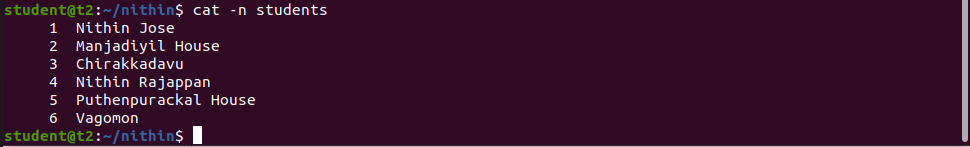 student@t2:~/nithin$ cat -n students
1 Nithin Jose
2 Manjadiyil House
3 Chirakkadavu
4 Nithin Rajappan
5 Puthenpurackal House
6 Vagomon
student@t2:~/nithin$